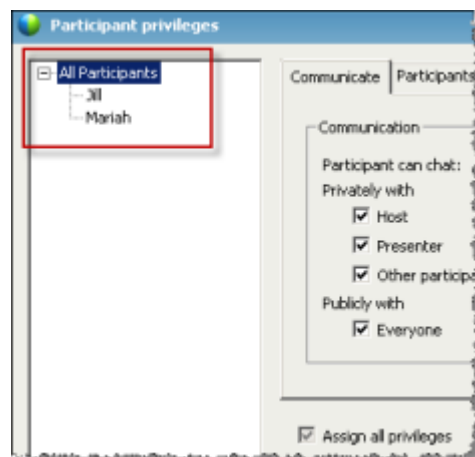 Participant privileges
All Participants
Jill
Mariah
Communicate
Participants
Communication
Participant can chat:
Privately with
Host
Presenter
Other
Publicly with
Everyone
Assign all privileges